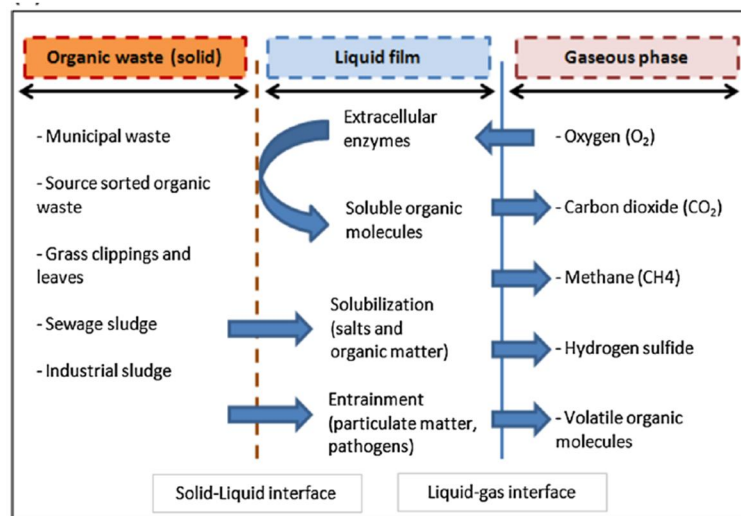 Organic waste (solid)
Liquid film
Gaseous phase
- Municipal waste
- Source sorted organic
waste
- Grass clippings and
leaves
- Sewage sludge
- Industrial sludge
Extracellular
enzymes
Soluble organic
molecules
Solubilization
(salts and
organic matter)
Entrainment
(particulate matter,
pathogens)
- Oxygen (O₂)
- Carbon dioxide (CO₂)
- Methane (CH4)
- Hydrogen sulfide
- Volatile organic
molecules
Solid-Liquid interface
Liquid-gas interface